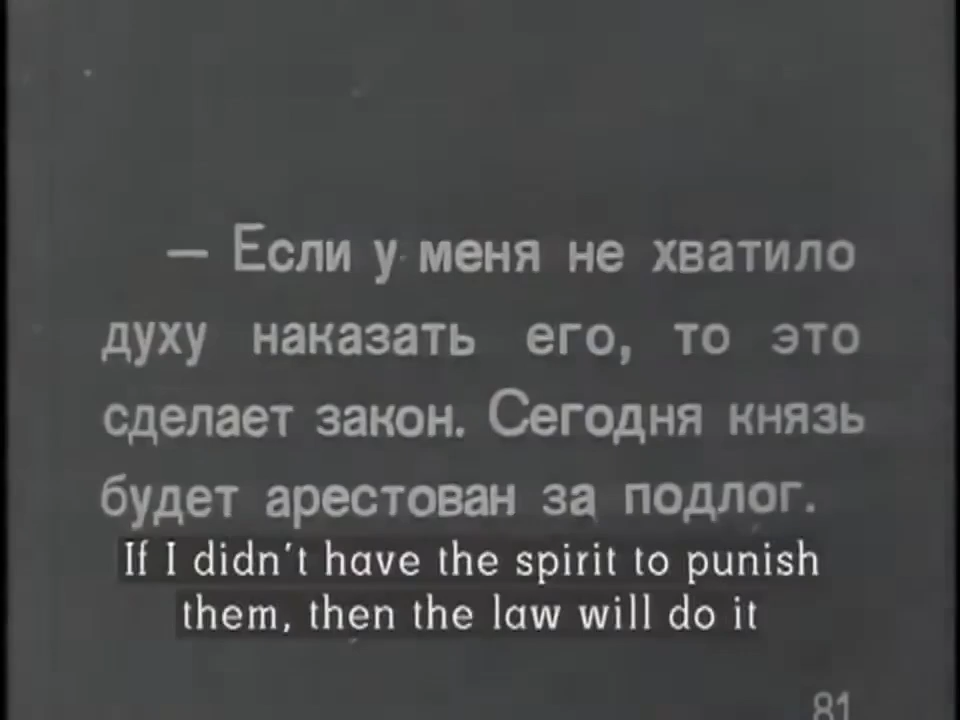 — Если у меня не хватило
духу наказать его, то это
сделает закон. Сегодня князь
будет арестован за подлог.
If I didn't have the spirit to punish
them, then the law will do it
81